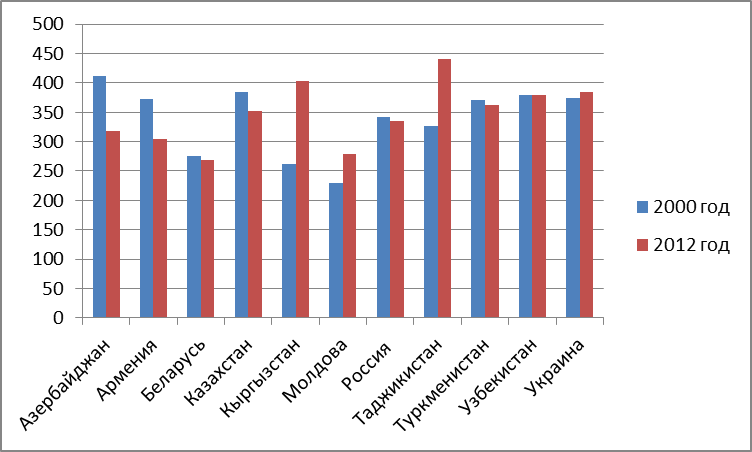 500
450
400
350
300
250
200
150
100
50
0
Азербайджан
Армения
Беларусь
Казахстан
Кыргызстан
Молдова
Россия
Таджикистан
Туркменистан
Узбекистан
Украина
2000 год
2012 год